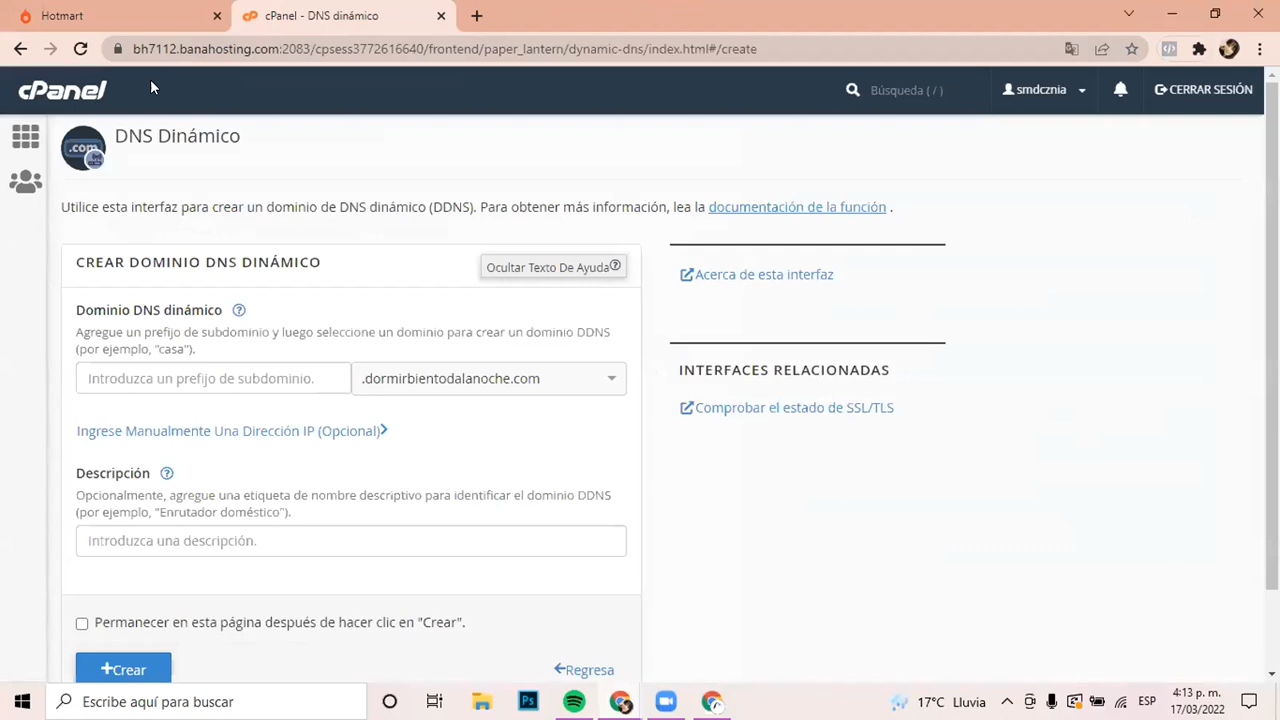 Hotmart
cPanel - DNS dinámico
bh7112.banahosting.com:2083/cpsess3772616640/frontend/paper_lantern/dynamic-dns/index.html#/create
cPanel
Búsqueda ( / )
smdcznia
CERRAR SESIÓN
.com
DNS Dinámico
Utilice esta interfaz para crear un dominio de DNS dinámico (DDNS). Para obtener más información, lea la documentación de la función .
CREAR DOMINIO DNS DINÁMICO
Ocultar Texto De Ayuda
Dominio DNS dinámico
Agregue un prefijo de subdominio y luego seleccione un dominio para crear un dominio DDNS
(por ejemplo, "casa").
Introduzca un prefijo de subdominio.
.dormirbientodalanoche.com
Ingrese Manualmente Una Dirección IP (Opcional)
Descripción
Opcionalmente, agregue una etiqueta de nombre descriptivo para identificar el dominio DDNS
(por ejemplo, "Enrutador doméstico").
Introduzca una descripción.
Permanecer en esta página después de hacer clic en "Crear".
Crear
Regresa
Acerca de esta interfaz
INTERFACES RELACIONADAS
Comprobar el estado de SSL/TLS
Escribe aquí para buscar
Ps
17°C Lluvia
ESP
4:13 p. m.
17/03/2022